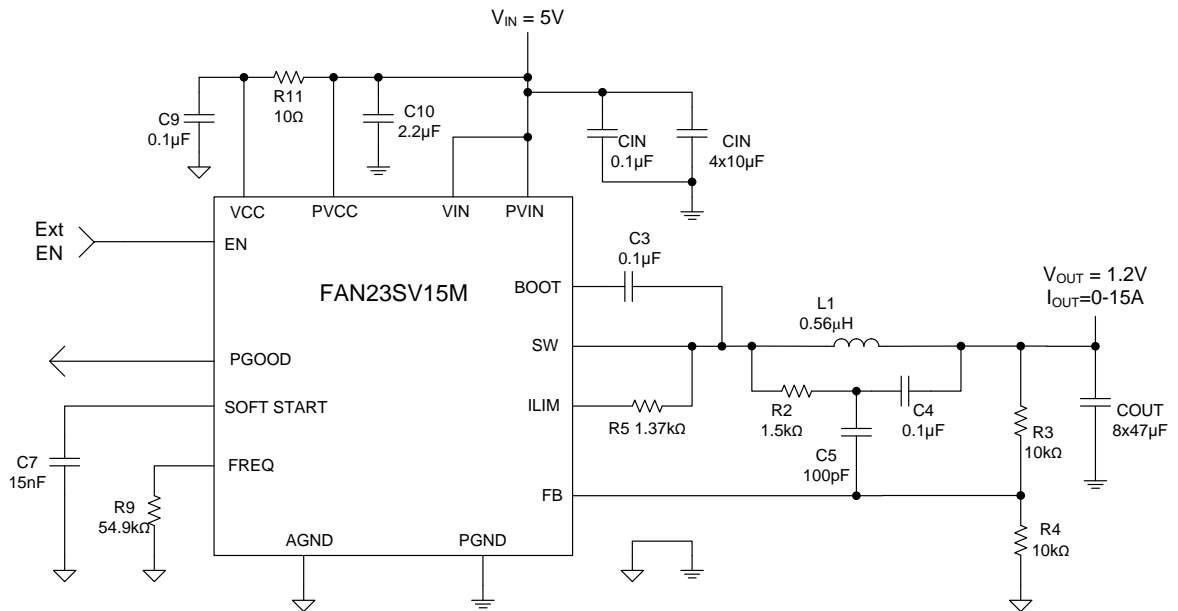 VIN = 5V
R11
10Ω
C9
0.1µF
C10
2.2µF
CIN
0.1µF
CIN
4x10µF
VCC
PVCC
VIN
PVIN
Ext
EN
EN
C3
0.1µF
FAN23SV15M
BOOT
VOUT = 1.2V
IOUT=0-15A
L1
0.56µH
SW
PGOOD
SOFT START
ILIM
R5 1.37kΩ
R2
1.5kΩ
C4
0.1µF
COUT
8x47µF
R3
10kΩ
C7
15nF
FREQ
C5
100pF
FB
R9
54.9kΩ
R4
10kΩ
AGND
PGND